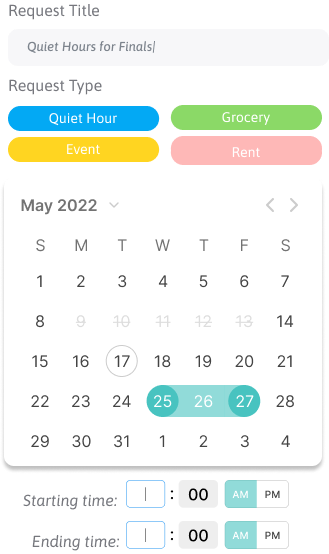 Request Title
Quiet Hours for Finals
Request Type
Quiet Hour Grocery
Event Rent
May 2022
S M T W T F S
1 2 3 4 5 6 7
8 9 10 11 12 13 14
15 16 17 18 19 20 21
22 23 24 25 26 27 28
29 30 31 1 2 3 4
Starting time: : 00 AM PM
Ending time: : 00 AM PM